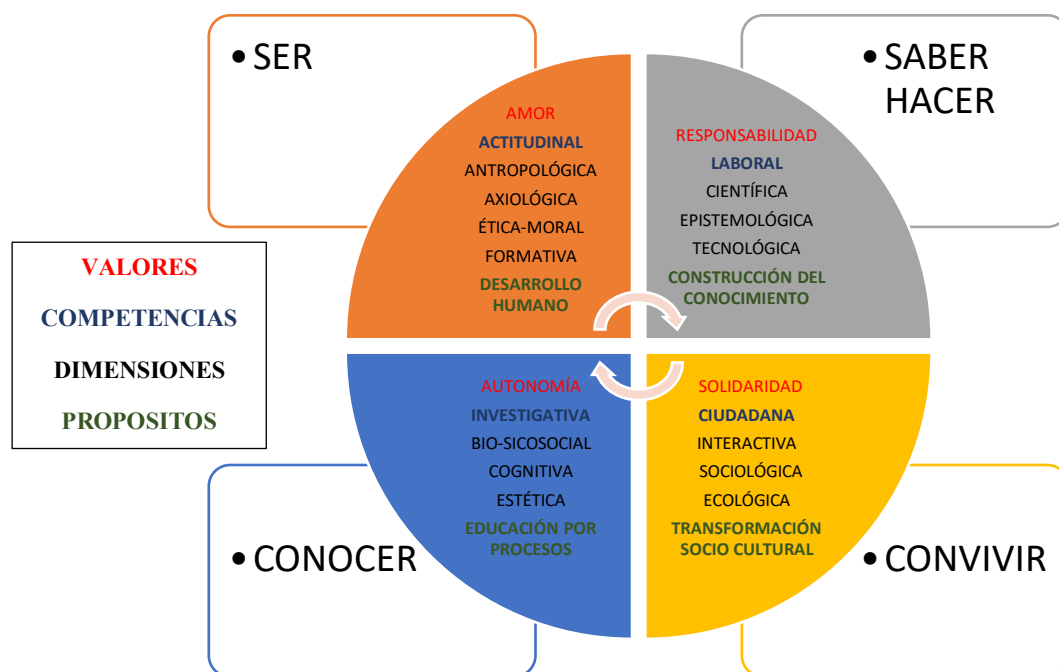 • SER
• SABER
HACER
AMOR
ACTITUDINAL
ANTROPOLÓGICA
AXIOLÓGICA
ÉTICA-MORAL
FORMATIVA
DESARROLLO
HUMANO
RESPONSABILIDAD
LABORAL
CIENTÍFICA
EPISTEMOLÓGICA
TECNOLÓGICA
CONSTRUCCIÓN DEL
CONOCIMIENTO
VALORES
COMPETENCIAS
DIMENSIONES
PROPOSITOS
AUTONOMÍA
INVESTIGATIVA
BIO-SICOSOCIAL
COGNITIVA
ESTÉTICA
EDUCACIÓN POR
PROCESOS
SOLIDARIDAD
CIUDADANA
INTERACTIVA
SOCIOLÓGICA
ECOLÓGICA
TRANSFORMACIÓN
SOCIO CULTURAL
• CONOCER
• CONVIVIR